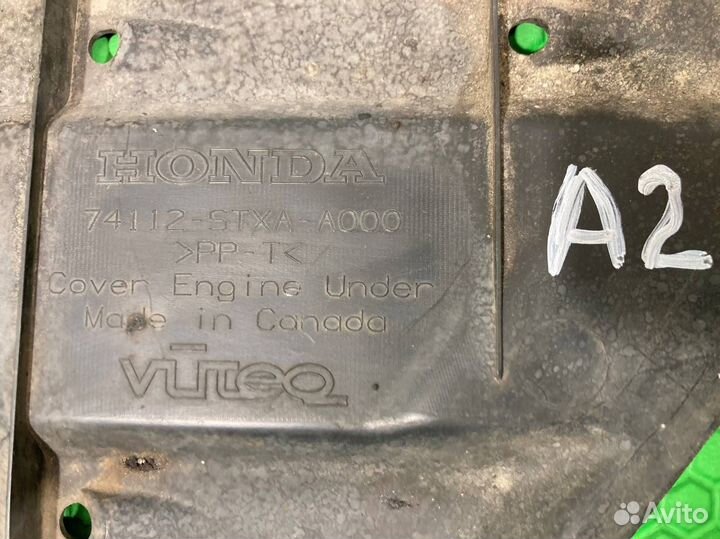 HONDA
74112-STXA-A000
>PP-T<
Cover Engine Under
Made in Canada
VUTEQ
A2
Avito